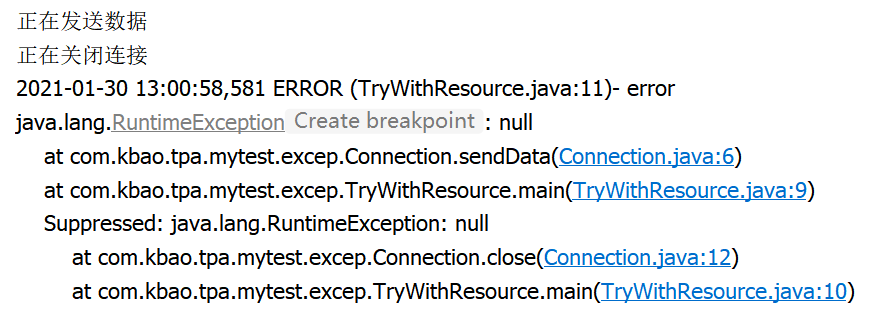 正在发送数据
正在关闭连接
2021-01-30 13:00:58,581 ERROR (TryWithResource.java:11)- error
java.lang.RuntimeException Create breakpoint : null
at com.kbao.tpa.mytest.excep.Connection.sendData(Connection.java:6)
at com.kbao.tpa.mytest.excep.TryWithResource.main(TryWithResource.java:9)
Suppressed: java.lang.RuntimeException: null
at com.kbao.tpa.mytest.excep.Connection.close(Connection.java:12)
at com.kbao.tpa.mytest.excep.TryWithResource.main(TryWithResource.java:10)